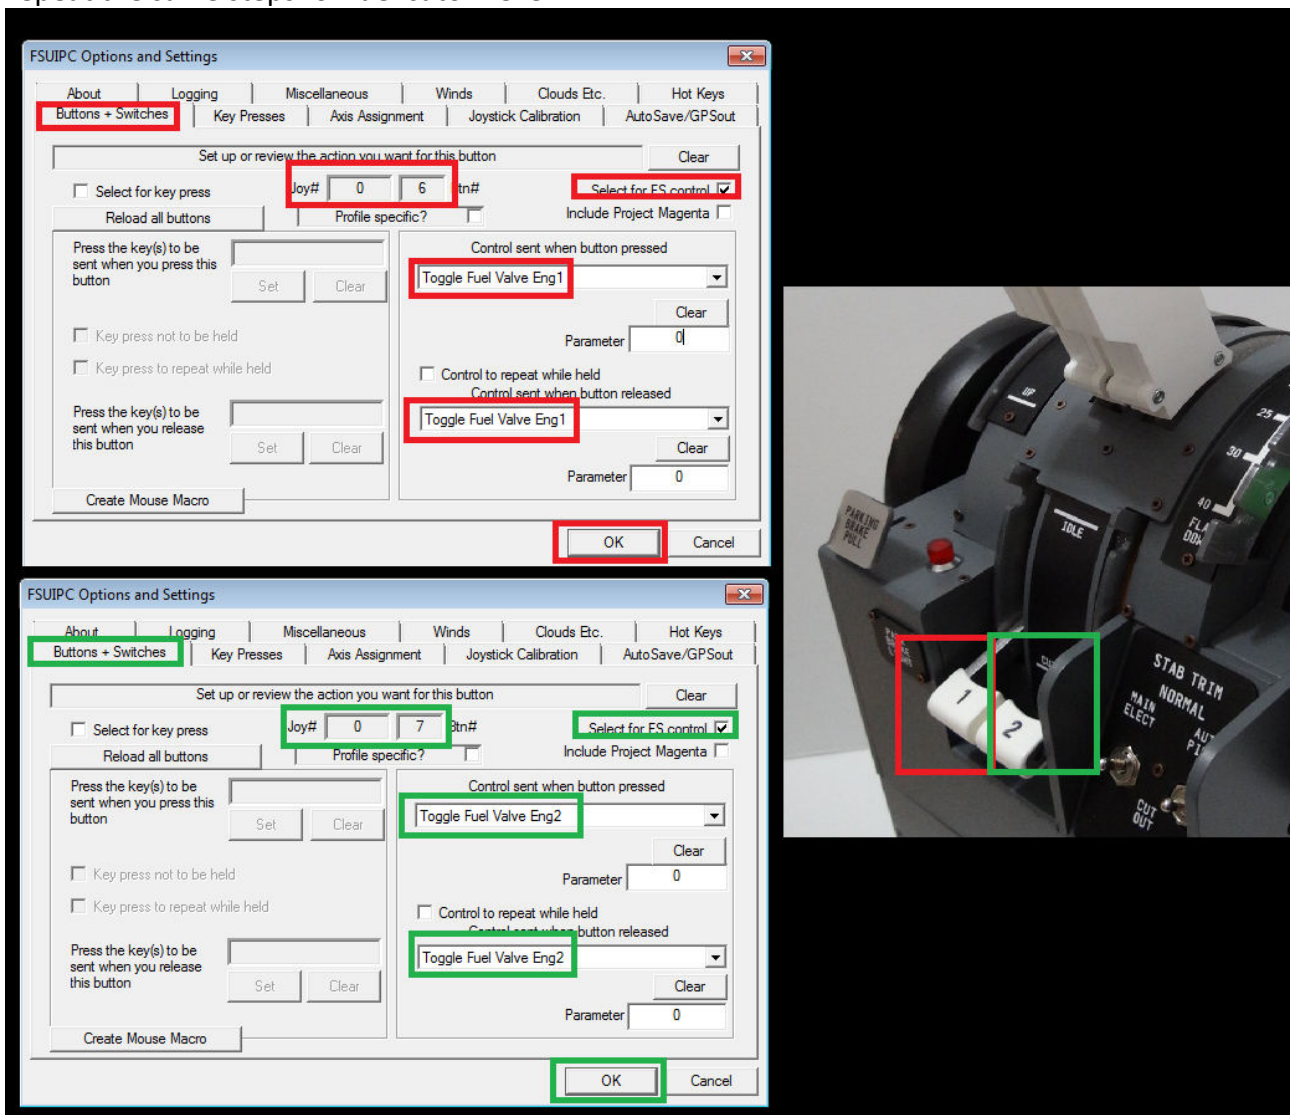 FSUIPC Options and Settings
About Logging Miscellaneous Winds Clouds Etc. Hot Keys
Buttons + Switches Key Presses Axis Assignment Joystick Calibration AutoSave/GPSout
Set up or review the action you want for this button Clear
Select for key press Joy# 0 6 Btn# Select for FS control
Reload all buttons Profile specific? Include Project Magenta
Press the key(s) to be
sent when you press this
button
Set Clear
Key press not to be held
Key press to repeat while held
Press the key(s) to be
sent when you release
this button
Set Clear
Create Mouse Macro
Control sent when button pressed
Toggle Fuel Valve Eng1
Clear
Parameter 0
Control to repeat while held
Control sent when button released
Toggle Fuel Valve Eng1
Clear
Parameter 0
OK Cancel
FSUIPC Options and Settings
About Logging Miscellaneous Winds Clouds Etc. Hot Keys
Buttons + Switches Key Presses Axis Assignment Joystick Calibration AutoSave/GPSout
Set up or review the action you want for this button Clear
Select for key press Joy# 0 7 Btn# Select for FS control
Reload all buttons Profile specific? Include Project Magenta
Press the key(s) to be
sent when you press this
button
Set Clear
Key press not to be held
Key press to repeat while held
Press the key(s) to be
sent when you release
this button
Set Clear
Create Mouse Macro
Control sent when button pressed
Toggle Fuel Valve Eng2
Clear
Parameter 0
Control to repeat while held
Control sent when button released
Toggle Fuel Valve Eng2
Clear
Parameter 0
OK Cancel
UP
25
30
40
PARKING
BRAKE
PULL
IDLE
1
2
STAB TRIM
MAIN NORMAL
ELECT
CUT
OUT